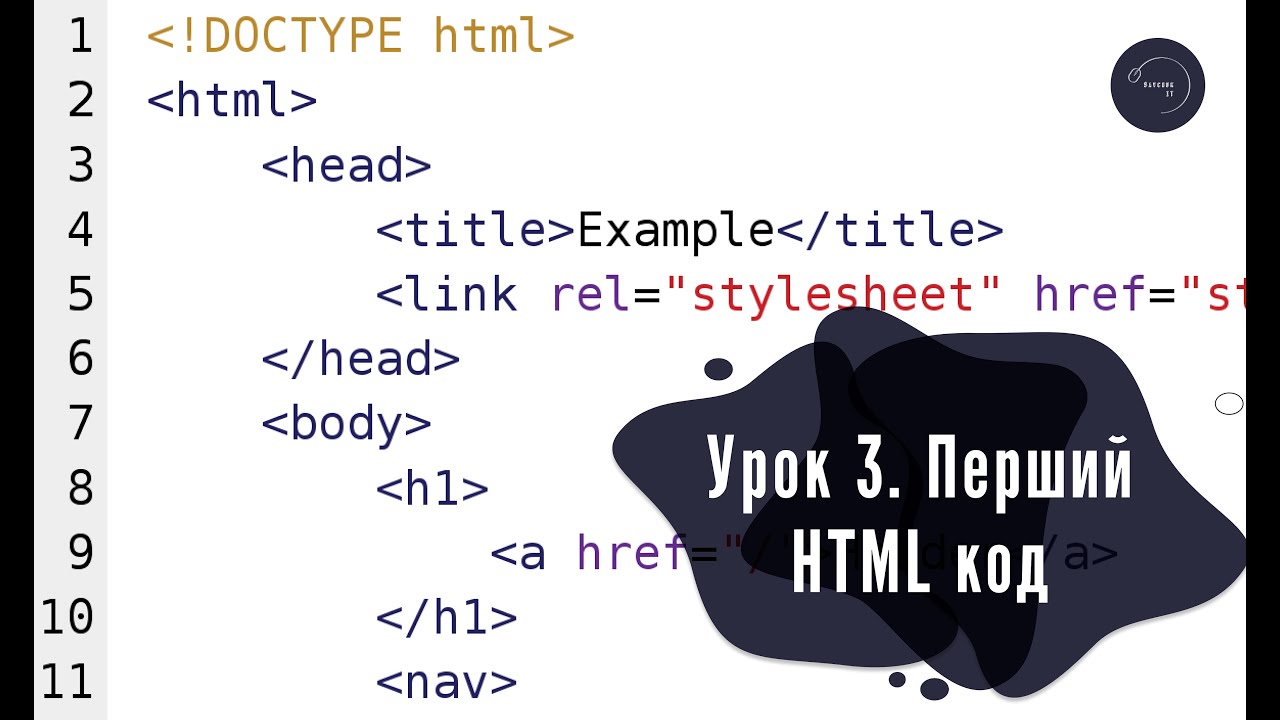 1 <!DOCTYPE html>
2 <html>
3 <head>
4 <title>Example</title>
5 <link rel="stylesheet" href="st
6 </head>
7 <body>
8 <h1>
9 <a href="/ /a>
10 </h1>
11 <nav>
Урок 3. Перший
HTML код
IT